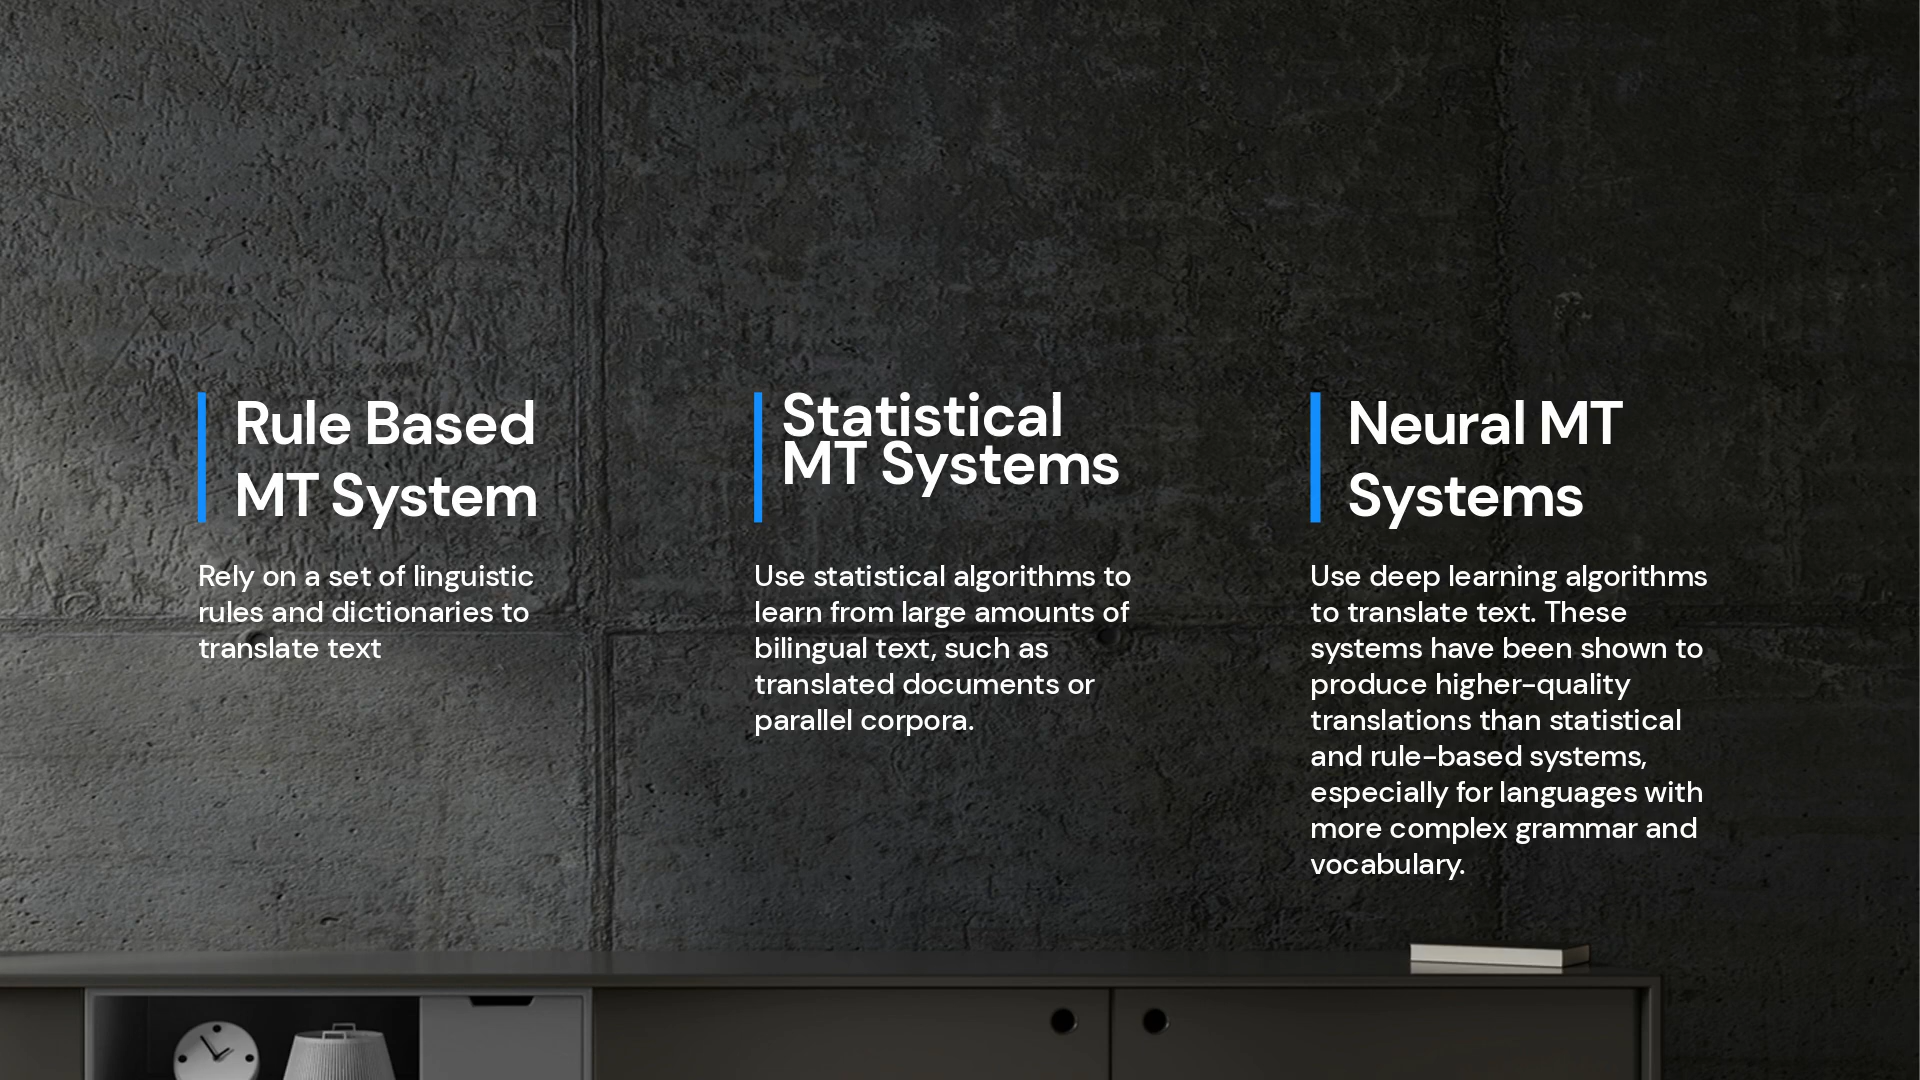 Rule Based
MT System
Rely on a set of linguistic
rules and dictionaries to
translate text
Statistical
MT Systems
Use statistical algorithms to
learn from large amounts of
bilingual text, such as
translated documents or
parallel corpora.
Neural MT
Systems
Use deep learning algorithms
to translate text. These
systems have been shown to
produce higher-quality
translations than statistical
and rule-based systems,
especially for languages with
more complex grammar and
vocabulary.